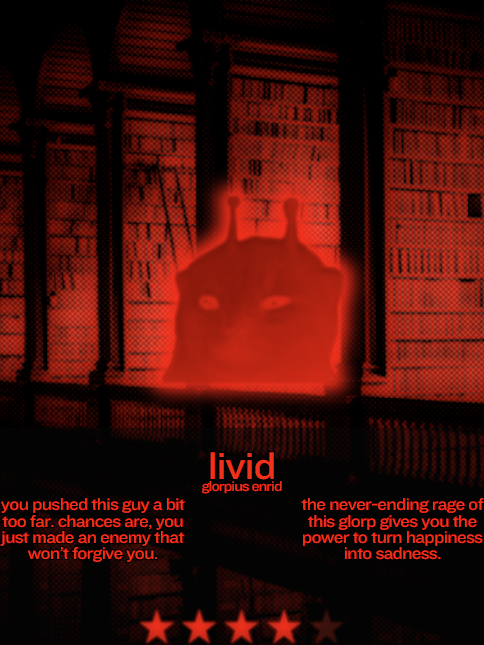 livid
glorpius enrid
you pushed this guy a bit
too far. chances are, you
just made an enemy that
won't forgive you.
the never-ending rage of
this glorp gives you the
power to turn happiness
into sadness.